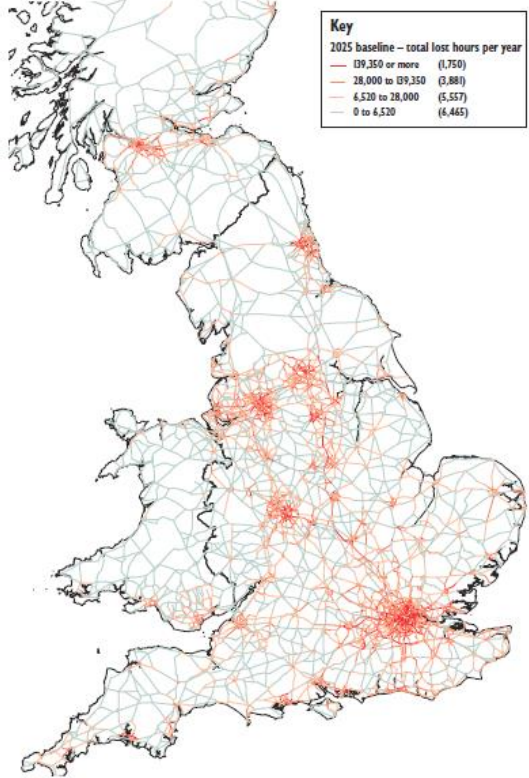 Key
2025 baseline – total lost hours per year
139,350 or more (1,750)
28,000 to 139,350 (3,881)
6,520 to 28,000 (5,557)
0 to 6,520 (6,465)